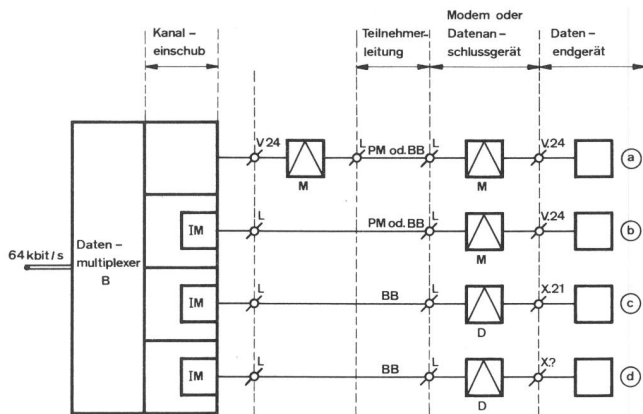 Kanal –
einschub
Teilnehmer-
leitung
Modem oder
Datenan-
schlussgerät
Daten –
endgerät
V.24
M
L
PM od. BB
L
M
V.24
a
IM
L
PM od. BB
L
M
V.24
b
64 kbit/s
Daten –
multiplexer
B
IM
L
BB
L
D
X.21
c
IM
L
BB
L
D
X.?
d